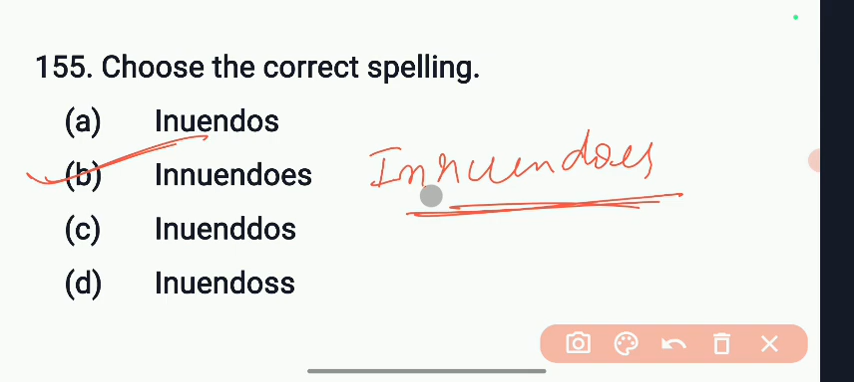 155. Choose the correct spelling.
(a) Inuendos
(b) Innuendoes Innuendoes
(c) Inuenddos
(d) Inuendoss